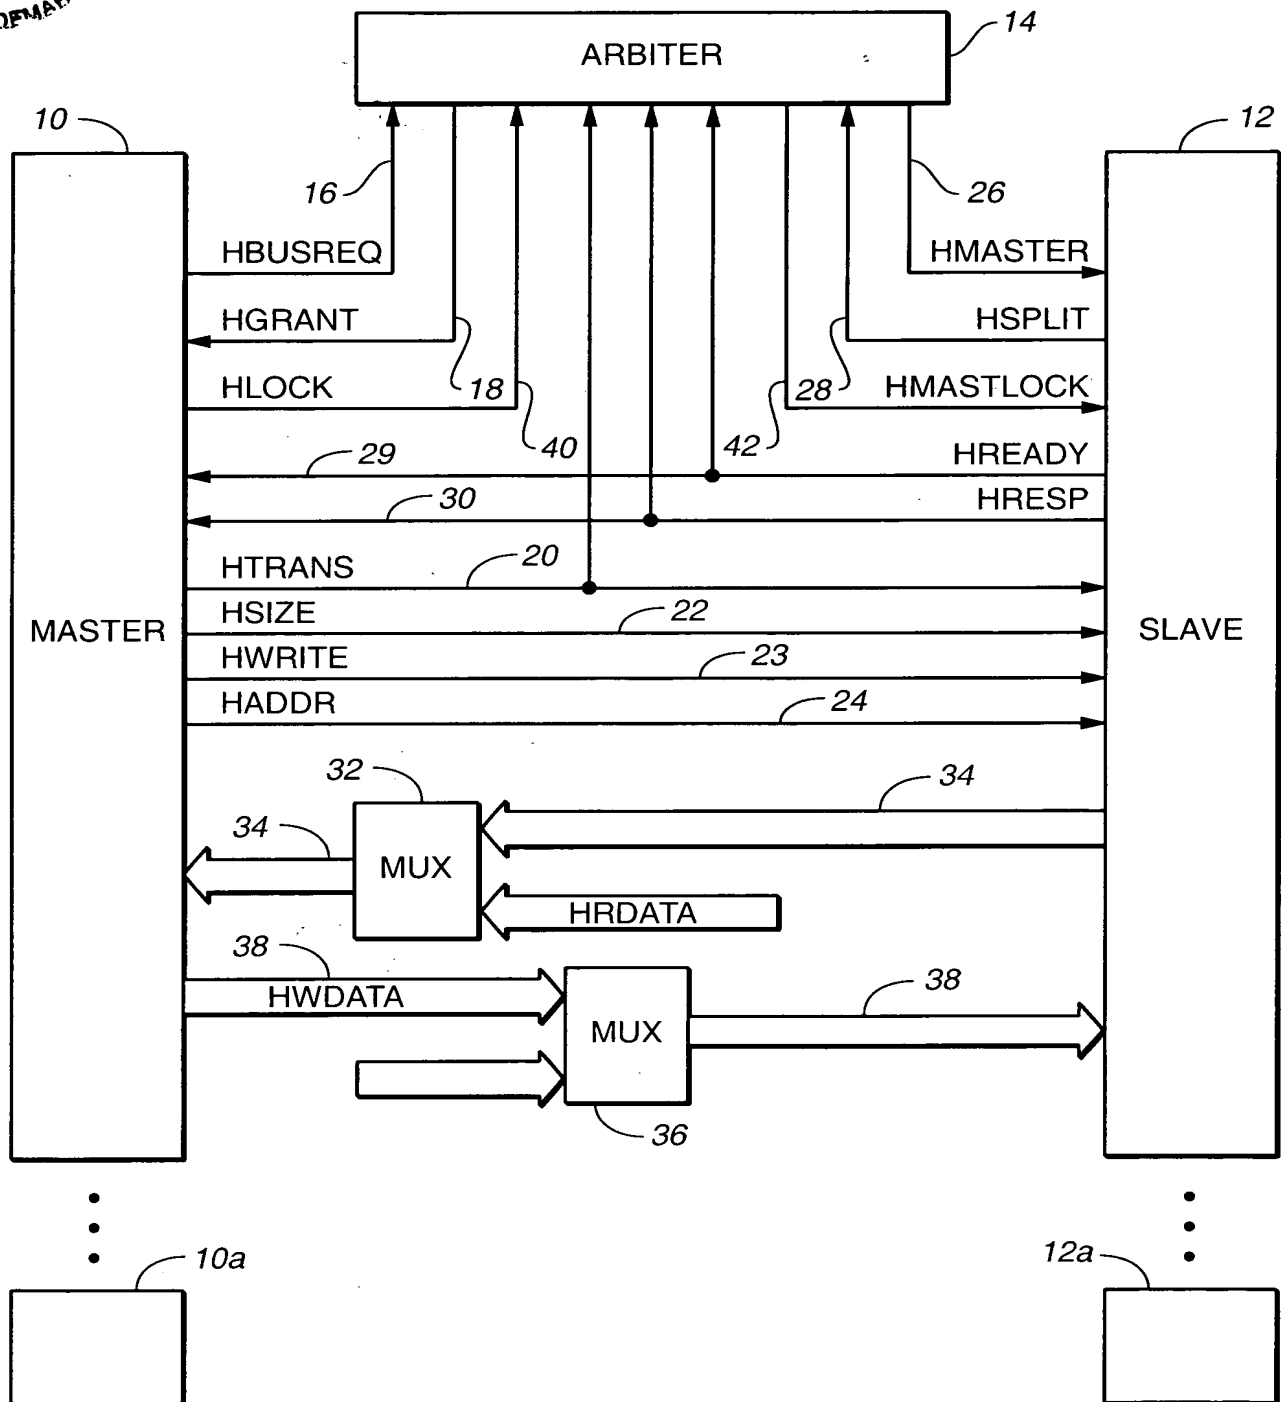 14
ARBITER
10
12
16
26
HBUSREQ
HMASTER
HGRANT
HSPLIT
HLOCK
18
28
HMASTLOCK
40
42
29
HREADY
30
HRESP
HTRANS
20
HSIZE
22
MASTER
SLAVE
HWRITE
23
HADDR
24
32
34
34
MUX
HRDATA
38
HWDATA
38
MUX
36
10a
12a